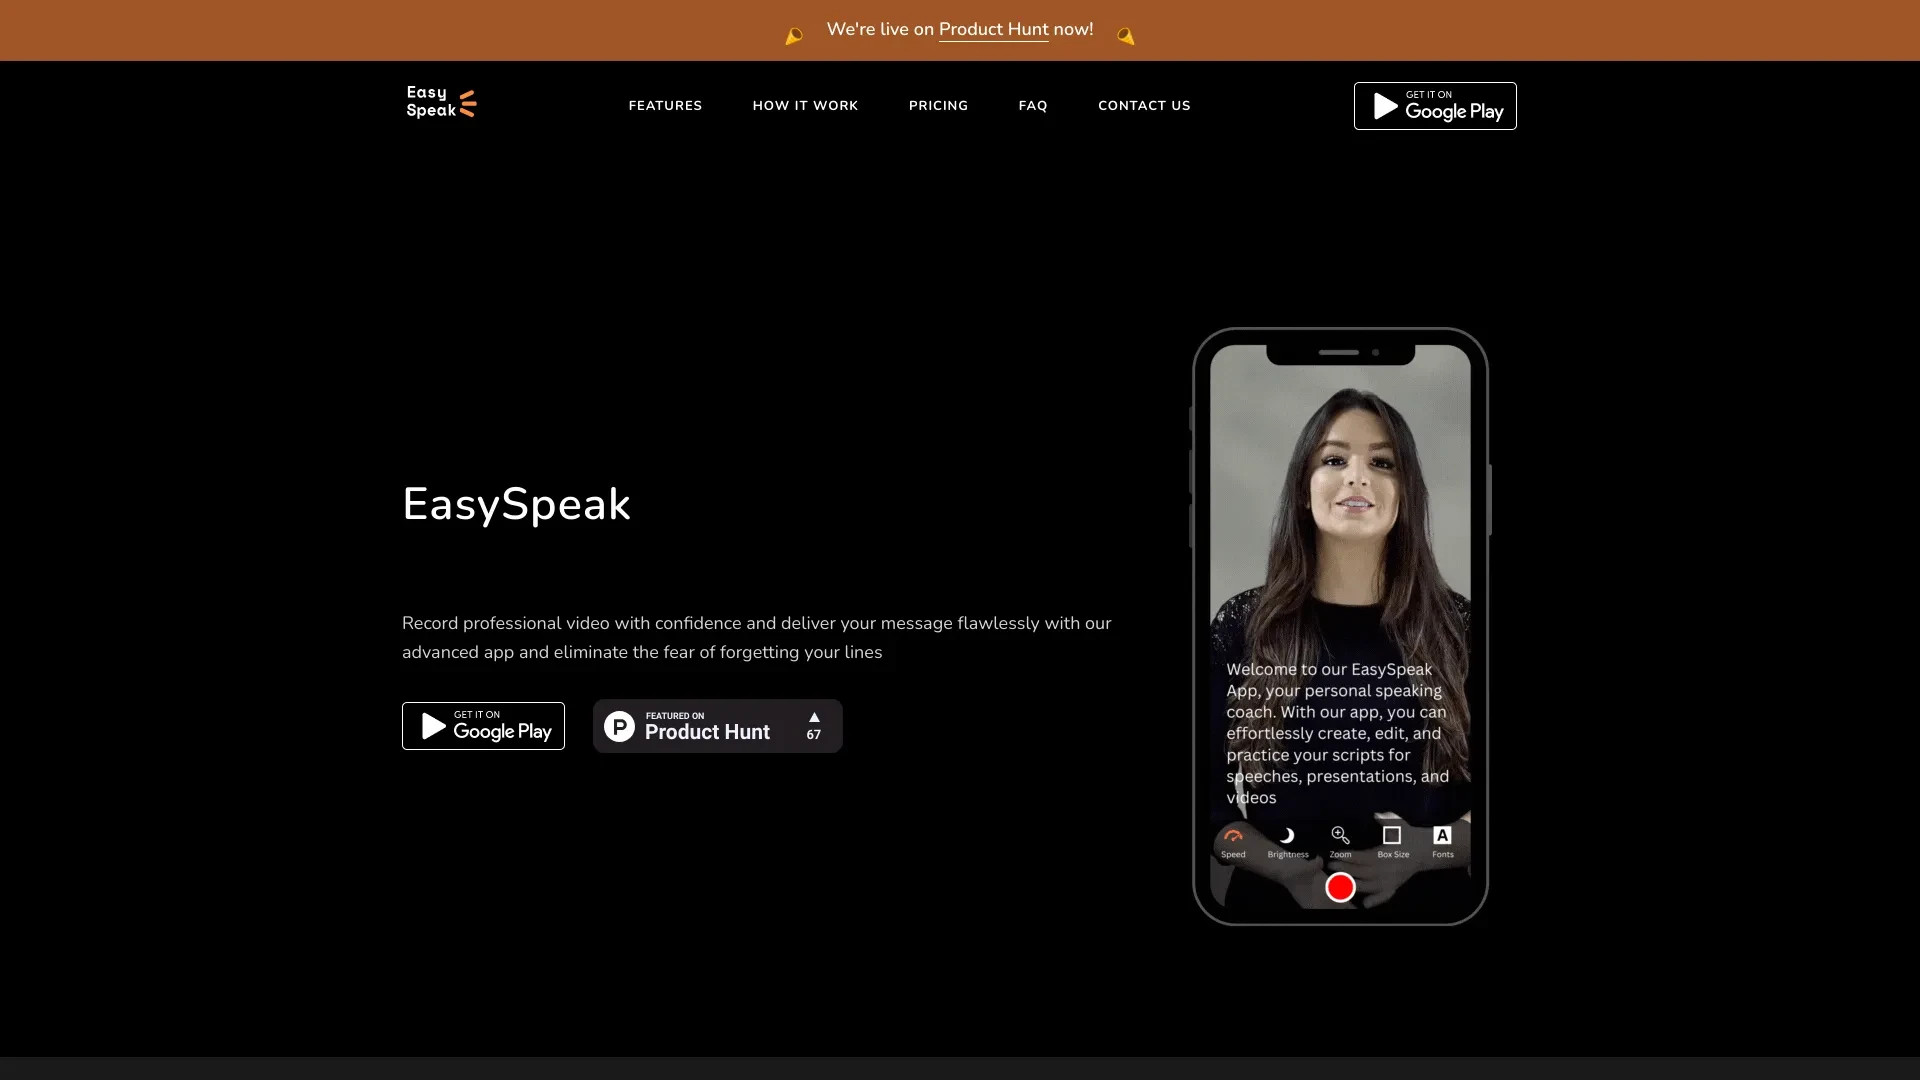 We're live on Product Hunt now!
Easy
Speak
FEATURES
HOW IT WORK
PRICING
FAQ
CONTACT US
GET IT ON
Google Play
EasySpeak
Record professional video with confidence and deliver your message flawlessly with our
advanced app and eliminate the fear of forgetting your lines
GET IT ON
Google Play
P
FEATURED ON
Product Hunt
67
Welcome to our EasySpeak
App, your personal speaking
coach. With our app, you can
effortlessly create, edit, and
practice your scripts for
speeches, presentations, and
videos
Speed
Brightness
Zoom
Box Size
A
Fonts